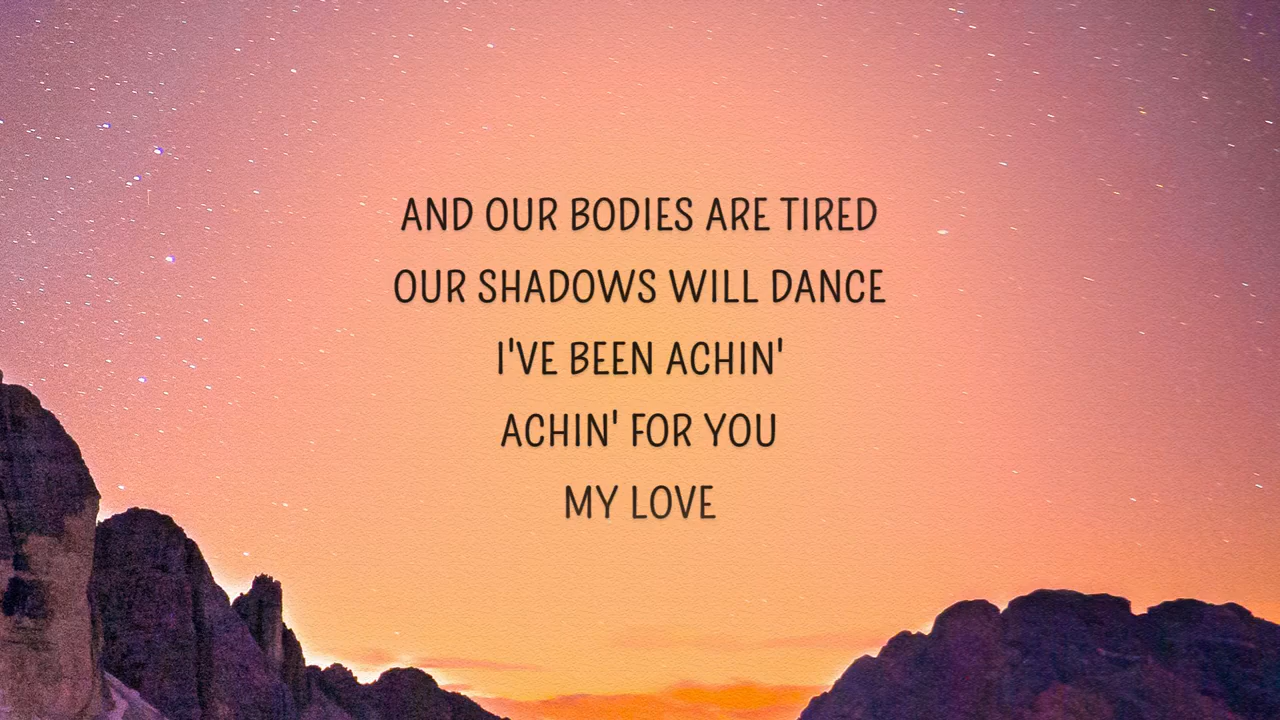 AND OUR BODIES ARE TIRED
OUR SHADOWS WILL DANCE
I'VE BEEN ACHIN'
ACHIN' FOR YOU
MY LOVE